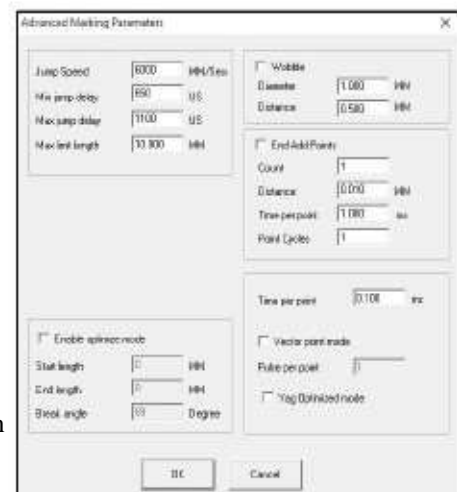 Advanced Marking Parameters
Jump Speed 6000 MM/Sec
Min jump delay 650 US
Max jump delay 1100 US
Max limit length 10.000 MM
Enable optimize mode
Start length 0 MM
End length 0 MM
Break angle Degree
Wobble
Diameter 1.000 MM
Distance 0.500 MM
End Add Points
Count 1
Distance 0.010 MM
Time per point 1.000 ms
Point Cycles 1
Time per point 0.100 ms
Vector point mode
Pulse per point
Yag Optimized mode
OK Cancel
n